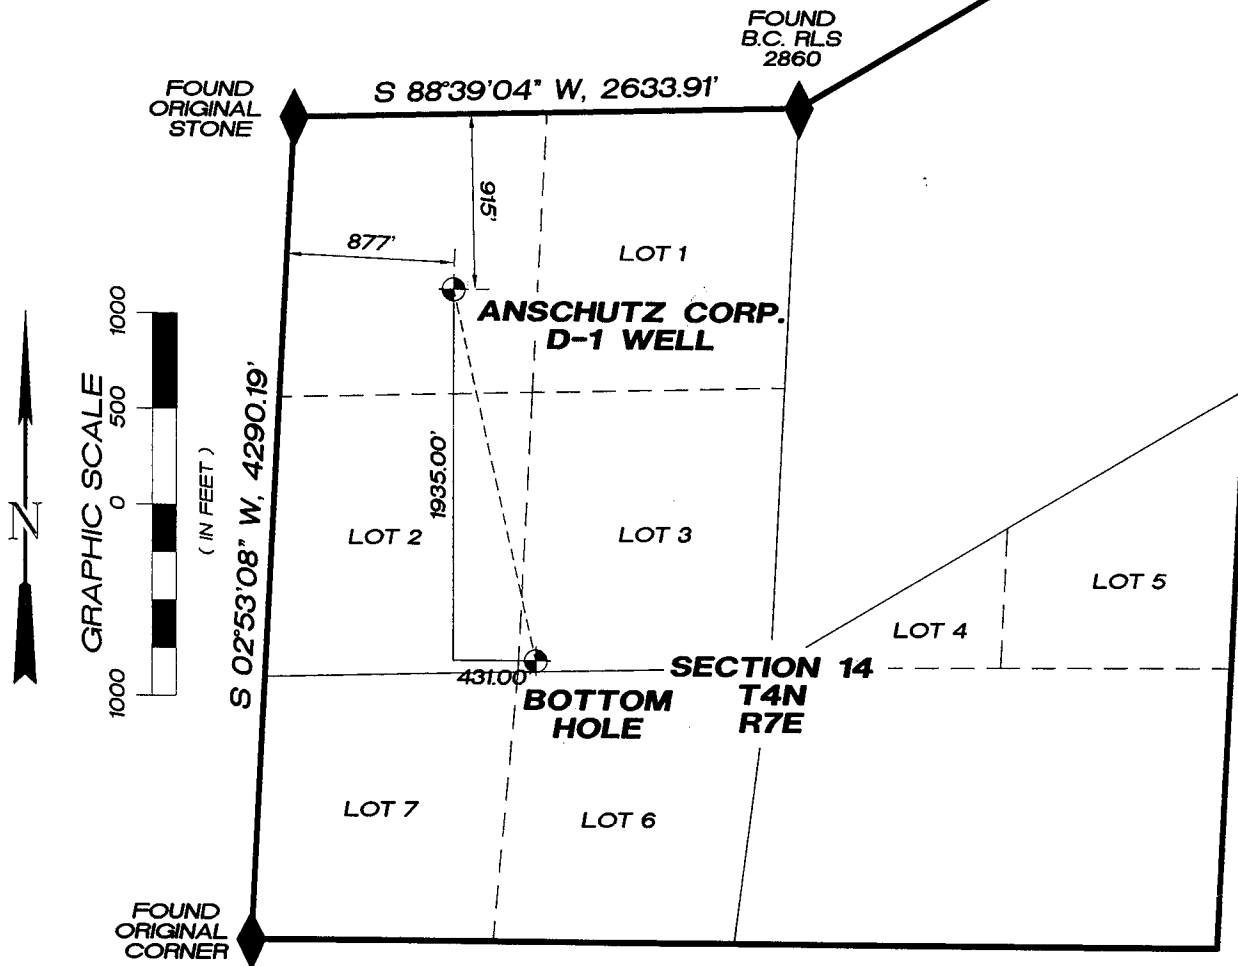 FOUND
B.C. RLS
2860
FOUND
ORIGINAL
STONE
S 88°39'04" W, 2633.91'
915'
877'
LOT 1
ANSCHUTZ CORP.
D-1 WELL
1000
500
0
1000
GRAPHIC SCALE
( IN FEET )
N
S 02°53'08" W, 4290.19'
1935.00'
LOT 2
LOT 3
LOT 5
LOT 4
431.00'
SECTION 14
T4N
R7E
BOTTOM
HOLE
LOT 7
LOT 6
FOUND
ORIGINAL
CORNER